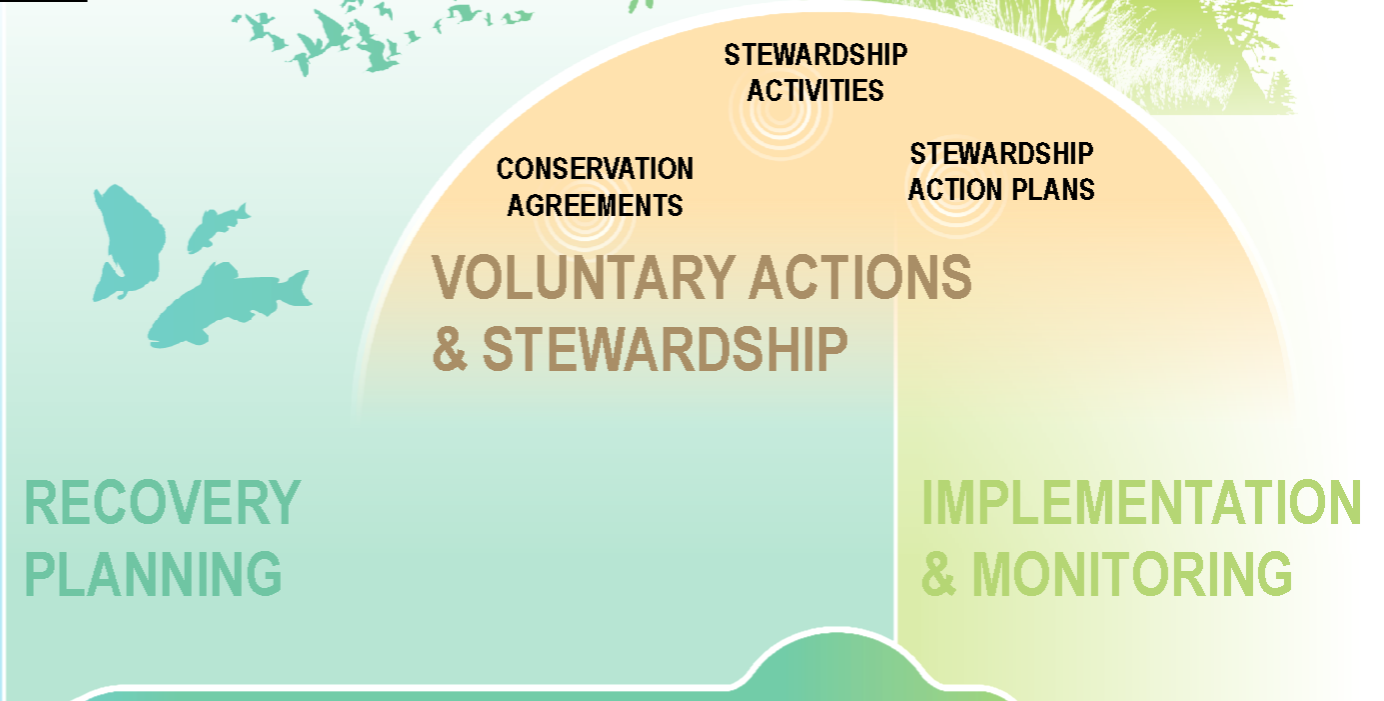 STEWARDSHIP
ACTIVITIES
CONSERVATION
AGREEMENTS
STEWARDSHIP
ACTION PLANS
VOLUNTARY ACTIONS
& STEWARDSHIP
RECOVERY
PLANNING
IMPLEMENTATION
& MONITORING